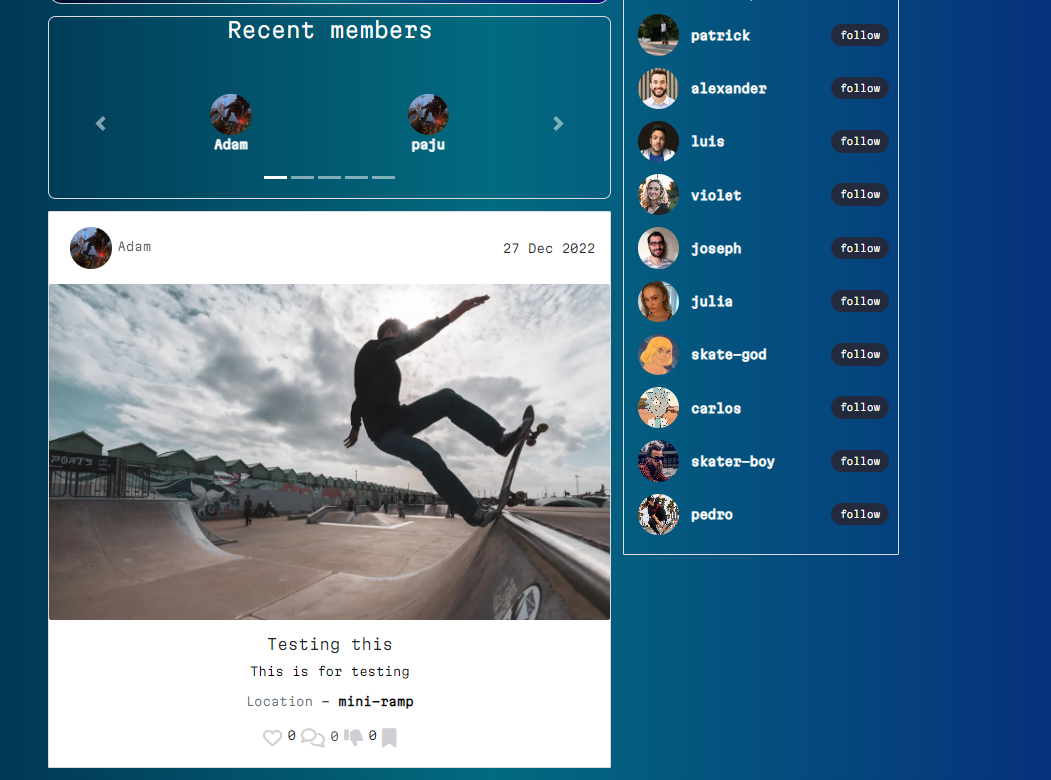 Recent members
Adam
paju
Adam
27 Dec 2022
PORTS
Testing this
This is for testing
Location - mini-ramp
0 0 0
patrick follow
alexander follow
luis follow
violet follow
joseph follow
julia follow
skate-god follow
carlos follow
skater-boy follow
pedro follow